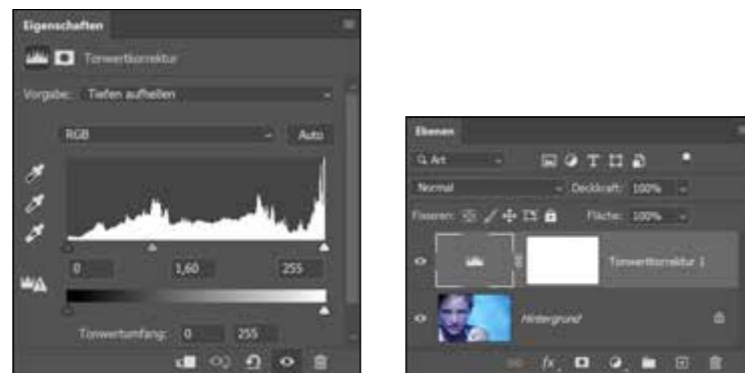 Eigenschaften
Tonwertkorrektur
Vorgabe: Tiefen aufhellen
RGB Auto
0 1,60 255
Tonwertumfang: 0 255
Ebenen
Art
Normal Deckkraft: 100%
Fixieren: Fläche: 100%
Tonwertkorrektur 1
Hintergrund
fx